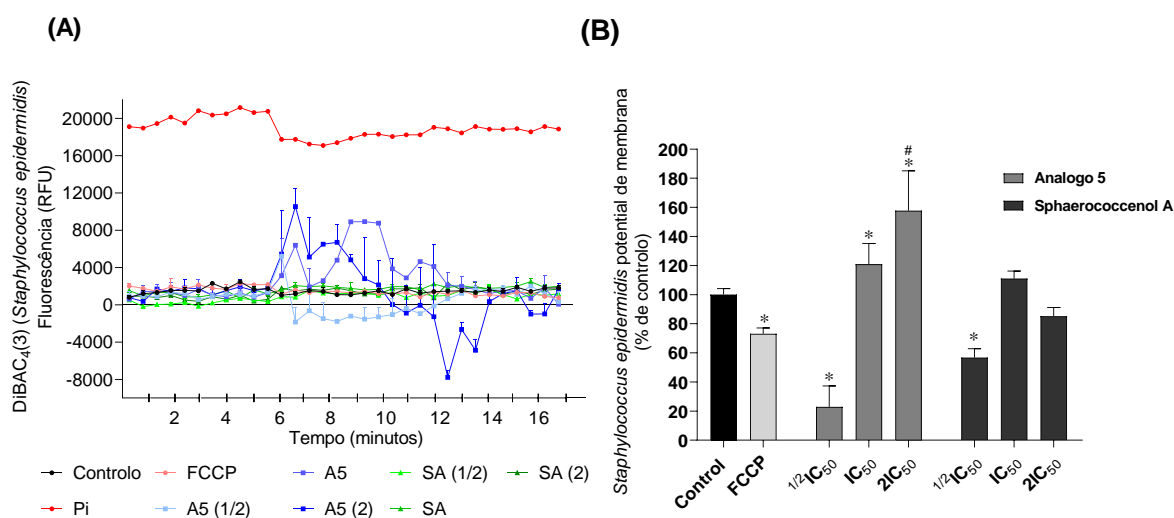 (A)
DiBAC4(3) (Staphylococcus epidermidis)
Fluorescência (RFU)
20000
16000
12000
8000
4000
0
-4000
-8000
2 4 6 8 10 12 14 16
Tempo (minutos)
Controlo FCCP A5 SA (1/2) SA (2)
Pi A5 (1/2) A5 (2) SA
(B)
Staphylococcus epidermidis potential de membrana
(% de controlo)
200
180
160
140
120
100
80
60
40
20
0
* * * # * *
Analogo 5
Sphaerococcenol A
Control FCCP 1/2IC50 IC50 2IC50 1/2IC50 IC50 2IC50